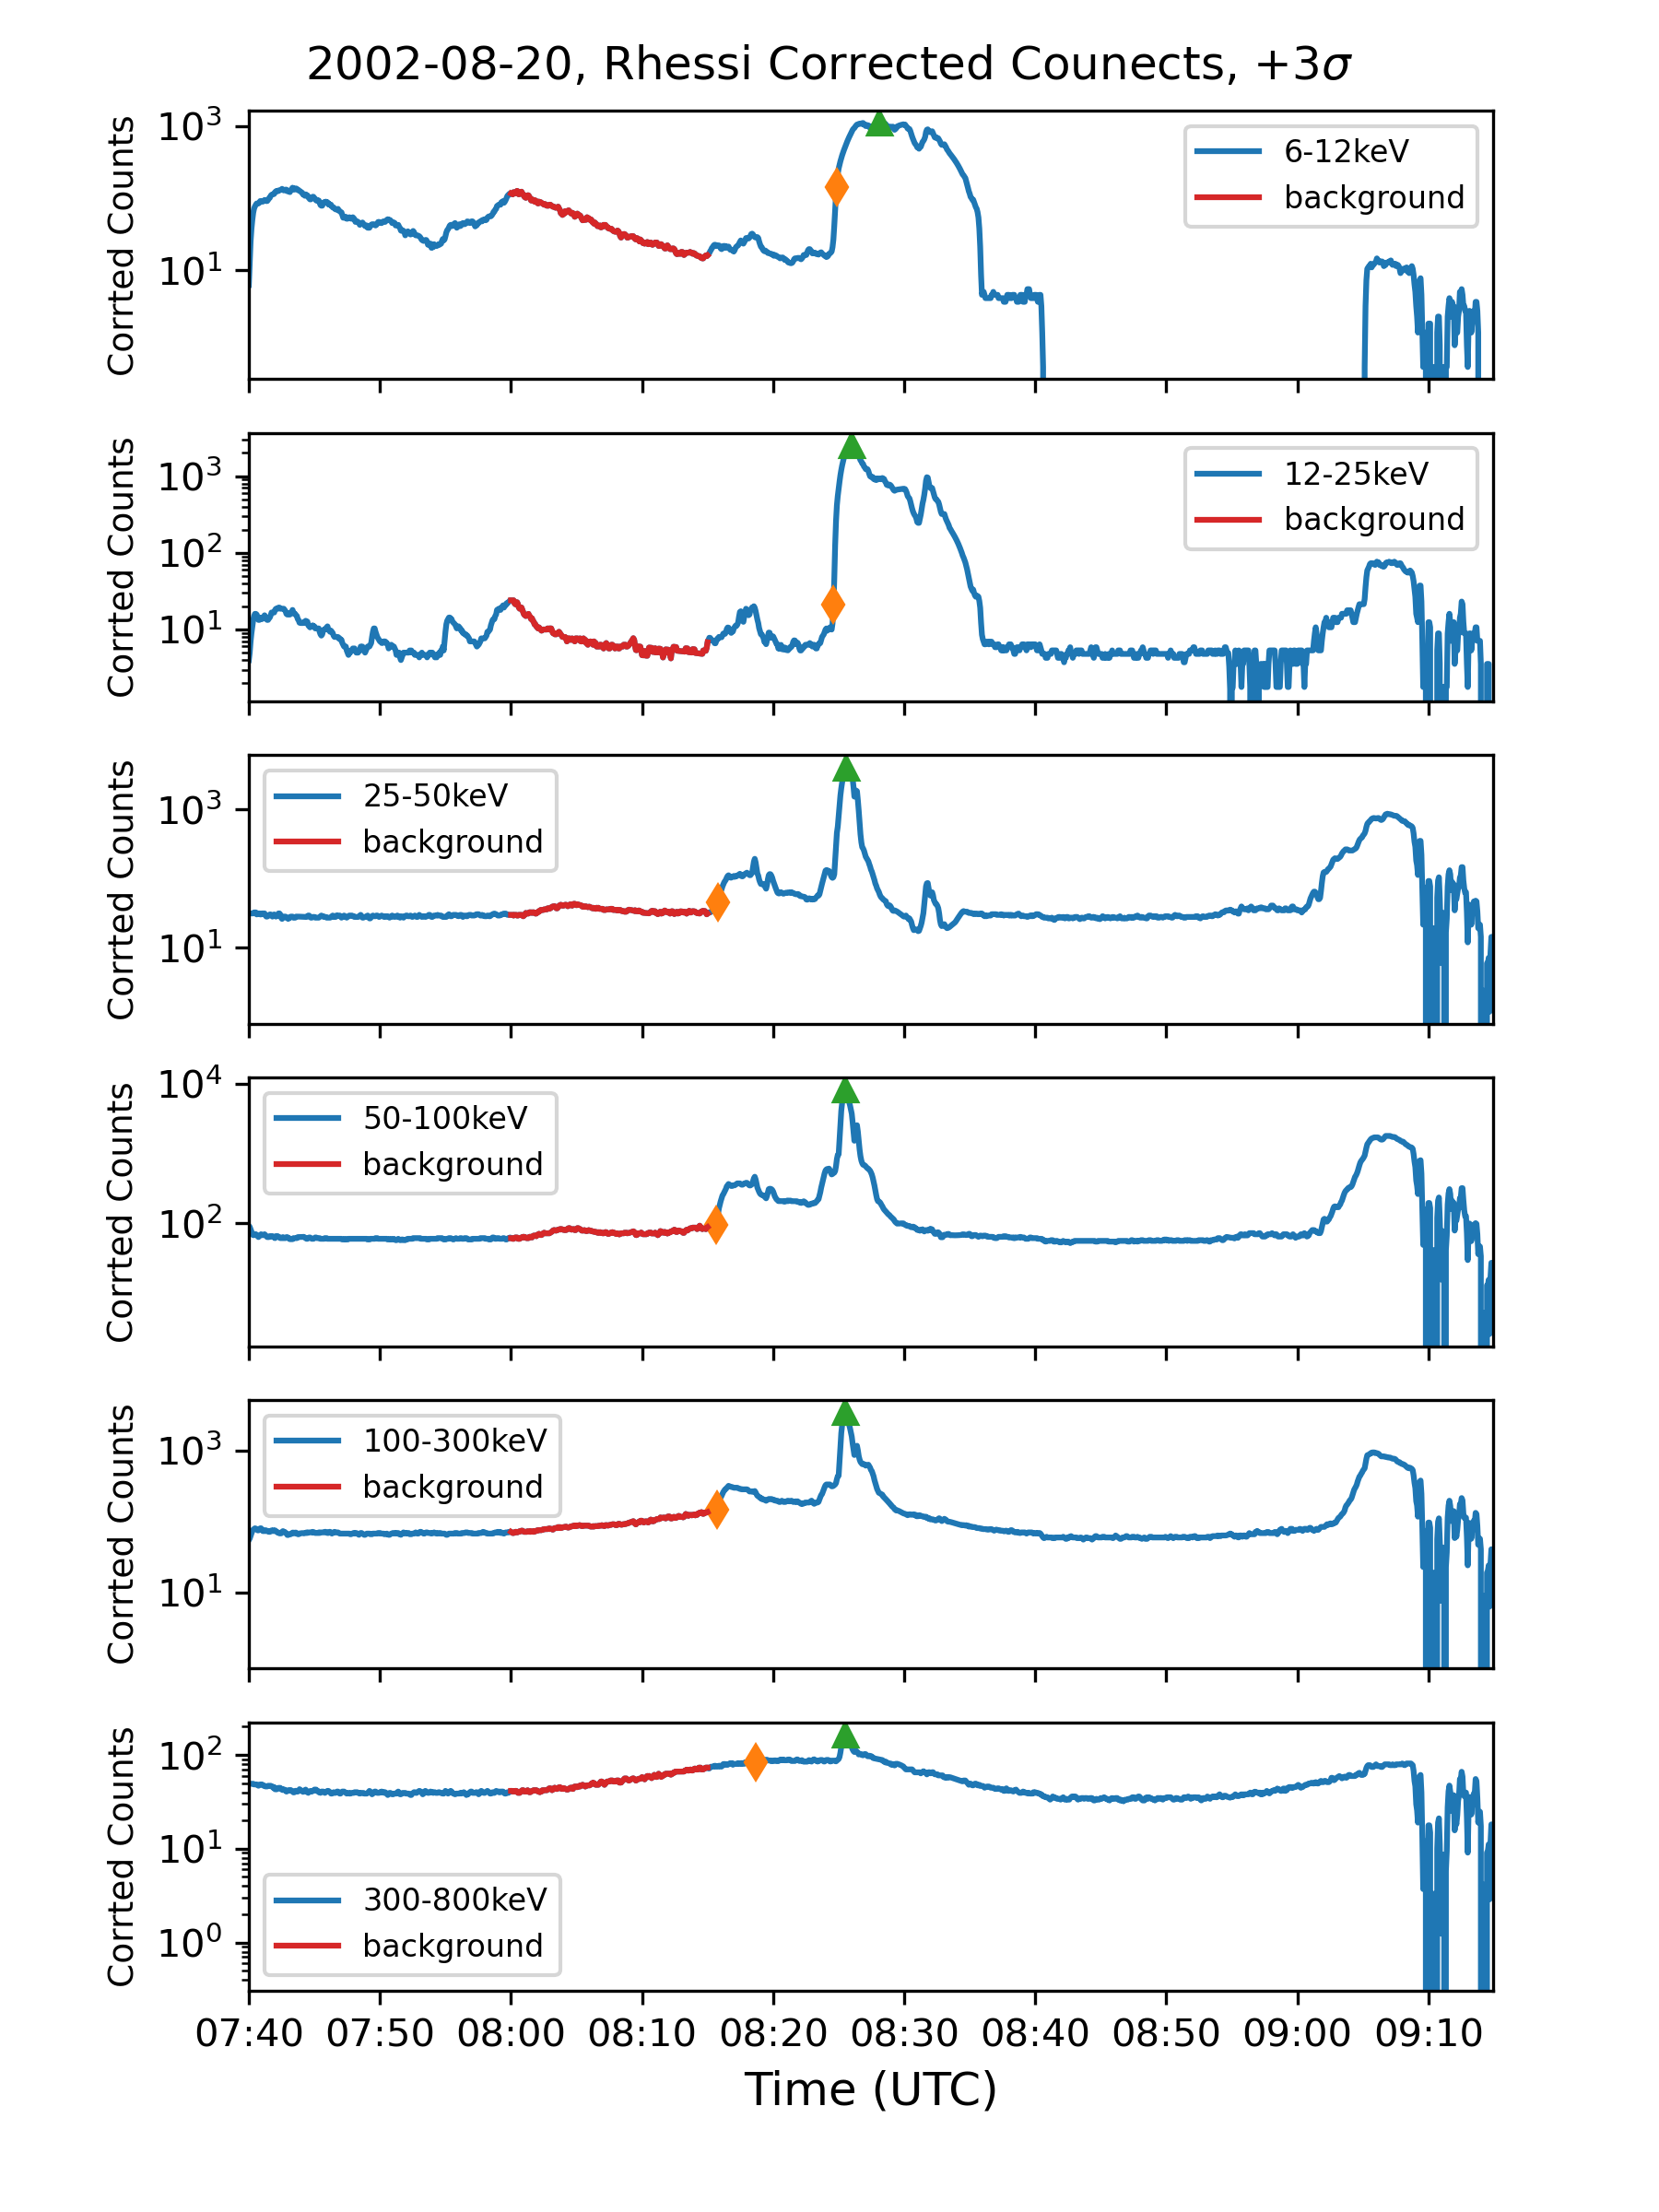 2002-08-20, Rhessi Corrected Counects, +3σ
Corrted Counts
10³
10¹
6-12keV
background
Corrted Counts
10³
10²
10¹
12-25keV
background
Corrted Counts
10³
10¹
25-50keV
background
Corrted Counts
10⁴
10²
50-100keV
background
Corrted Counts
10³
10¹
100-300keV
background
Corrted Counts
10²
10¹
10⁰
300-800keV
background
07:40 07:50 08:00 08:10 08:20 08:30 08:40 08:50 09:00 09:10
Time (UTC)